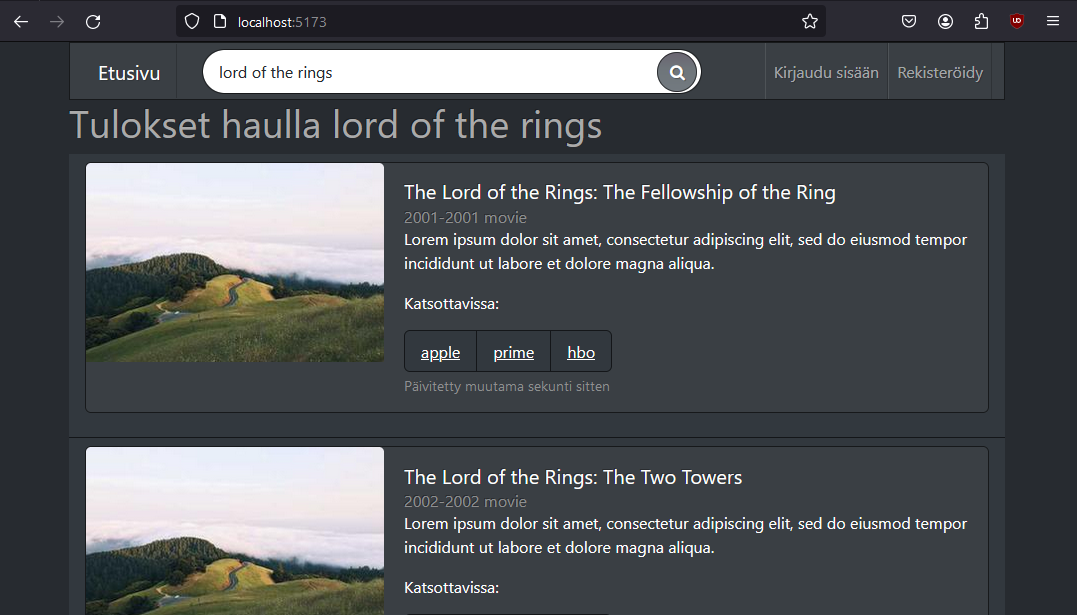 localhost:5173
UD
Etusivu
lord of the rings
Kirjaudu sisään
Rekisteröidy
Tulokset haulla lord of the rings
The Lord of the Rings: The Fellowship of the Ring
2001-2001 movie
Lorem ipsum dolor sit amet, consectetur adipiscing elit, sed do eiusmod tempor
incididunt ut labore et dolore magna aliqua.
Katsottavissa:
apple prime hbo
Päivitetty muutama sekunti sitten
The Lord of the Rings: The Two Towers
2002-2002 movie
Lorem ipsum dolor sit amet, consectetur adipiscing elit, sed do eiusmod tempor
incididunt ut labore et dolore magna aliqua.
Katsottavissa: